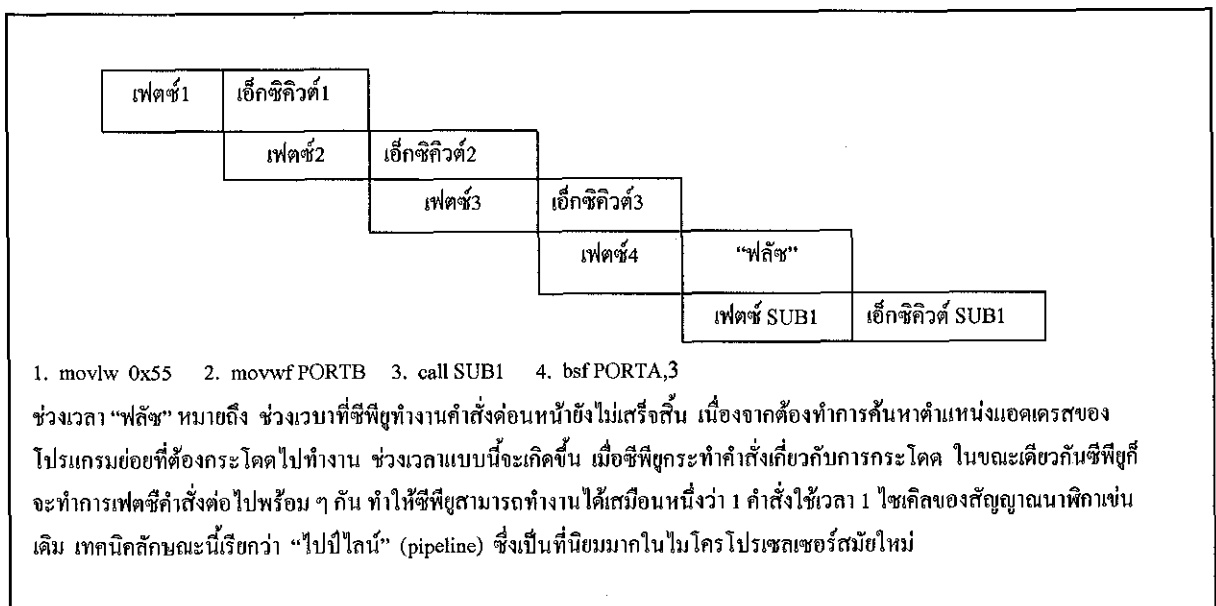 เฟตซ์1 เอ็กซิคิวต์1
เฟตซ์2 เอ็กซิคิวต์2
เฟตซ์3 เอ็กซิคิวต์3
เฟตซ์4 “ฟลัซ”
เฟตซ์ SUB1 เอ็กซิคิวต์ SUB1
1. movlw 0x55 2. movwf PORTB 3. call SUB1 4. bsf PORTA,3
ช่วงเวลา “ฟลัซ” หมายถึง ช่วงเวบาที่ซีพียูทำงานคำสั่งก่อนหน้ายังไม่เสร็จสิ้น เนื่องจากต้องทำการค้นหาตำแหน่งแอดเดรสของ
โปรแกรมย่อยที่ต้องกระโดดไปทำงาน ช่วงเวลาแบบนี้จะเกิดขึ้น เมื่อซีพียูกระทำคำสั่งเกี่ยวกับการกระโดด ในขณะเดียวกันซีพียูก็
จะทำการเฟตซ์คำสั่งต่อไปพร้อม ๆ กัน ทำให้ซีพียูสามารถทำงานได้เสมือนหนึ่งว่า 1 คำสั่งใช้เวลา 1 ไซเคิลของสัญญาณนาฬิกาเช่น
เดิม เทคนิคลักษณะนี้เรียกว่า “ไปป์ไลน์” (pipeline) ซึ่งเป็นที่นิยมมากในไมโครโปรเซลเซอร์สมัยใหม่